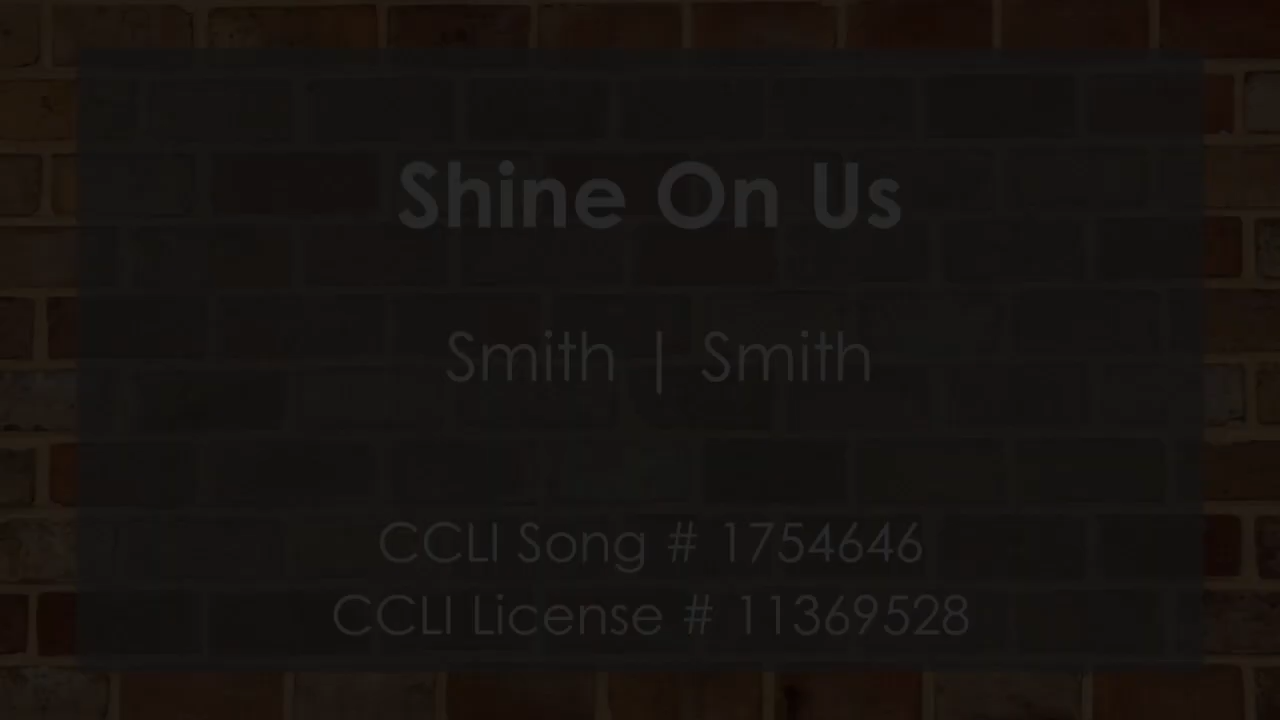 Shine On Us
Smith | Smith
CCLI Song # 1754646
CCLI License # 11369528